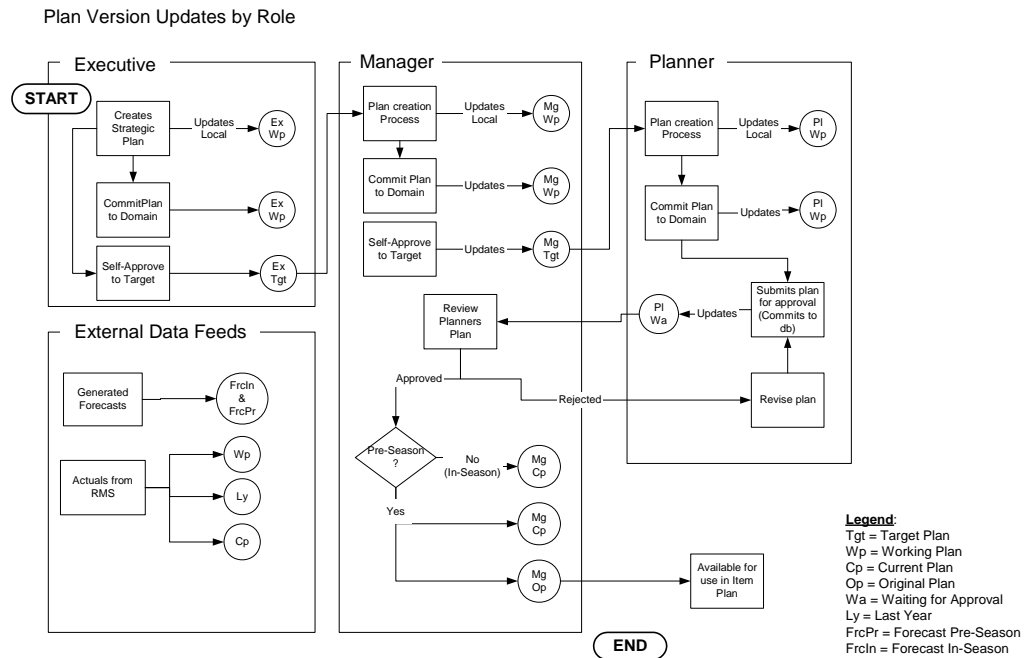 Plan Version Updates by Role
Executive
START
Creates
Strategic
Plan
Updates
Local
Ex
Wp
CommitPlan
to Domain
Ex
Wp
Self-Approve
to Target
Ex
Tgt
Manager
Plan creation
Process
Updates
Local
Mg
Wp
Commit Plan
to Domain
Updates
Mg
Wp
Self-Approve
to Target
Updates
Mg
Tgt
Planner
Plan creation
Process
Updates
Local
Pl
Wp
Commit Plan
to Domain
Updates
Pl
Wp
Submits plan
for approval
(Commits to
db)
Updates
Pl
Wa
Review
Planners
Plan
Approved
Rejected
Revise plan
Pre-Season
?
No
(In-Season)
Mg
Cp
Yes
Mg
Cp
Mg
Op
Available for
use in Item
Plan
END
External Data Feeds
Generated
Forecasts
FrcIn
&
FrcPr
Actuals from
RMS
Wp
Ly
Cp
Legend:
Tgt = Target Plan
Wp = Working Plan
Cp = Current Plan
Op = Original Plan
Wa = Waiting for Approval
Ly = Last Year
FrcPr = Forecast Pre-Season
FrcIn = Forecast In-Season